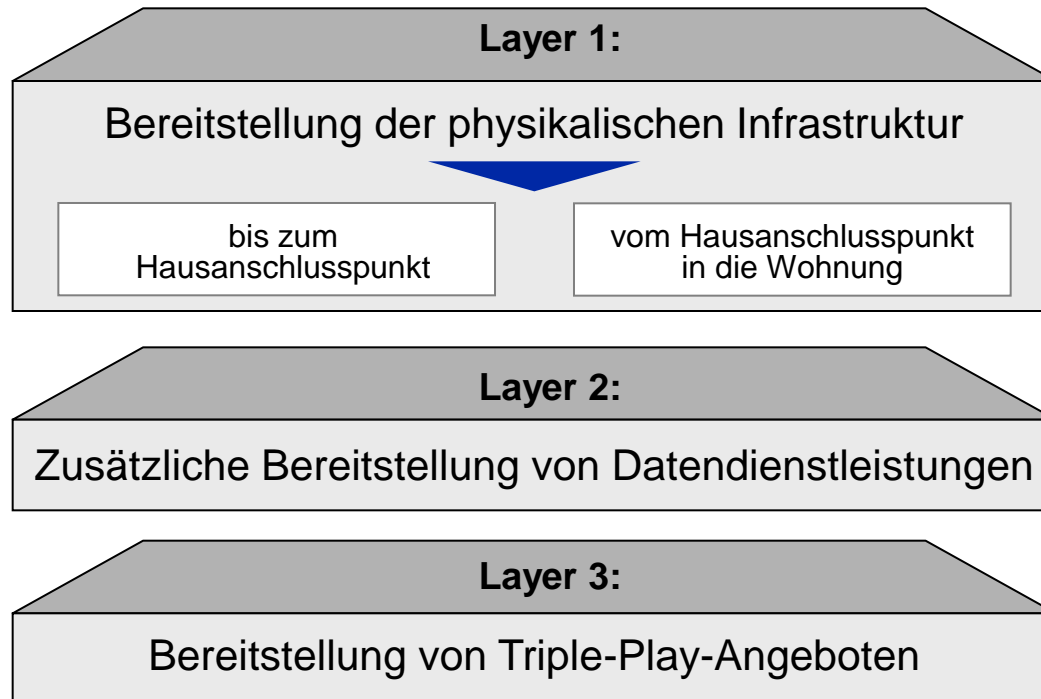 Layer 1:
Bereitstellung der physikalischen Infrastruktur
bis zum
Hausanschlusspunkt
vom Hausanschlusspunkt
in die Wohnung
Layer 2:
Zusätzliche Bereitstellung von Datendienstleistungen
Layer 3:
Bereitstellung von Triple-Play-Angeboten